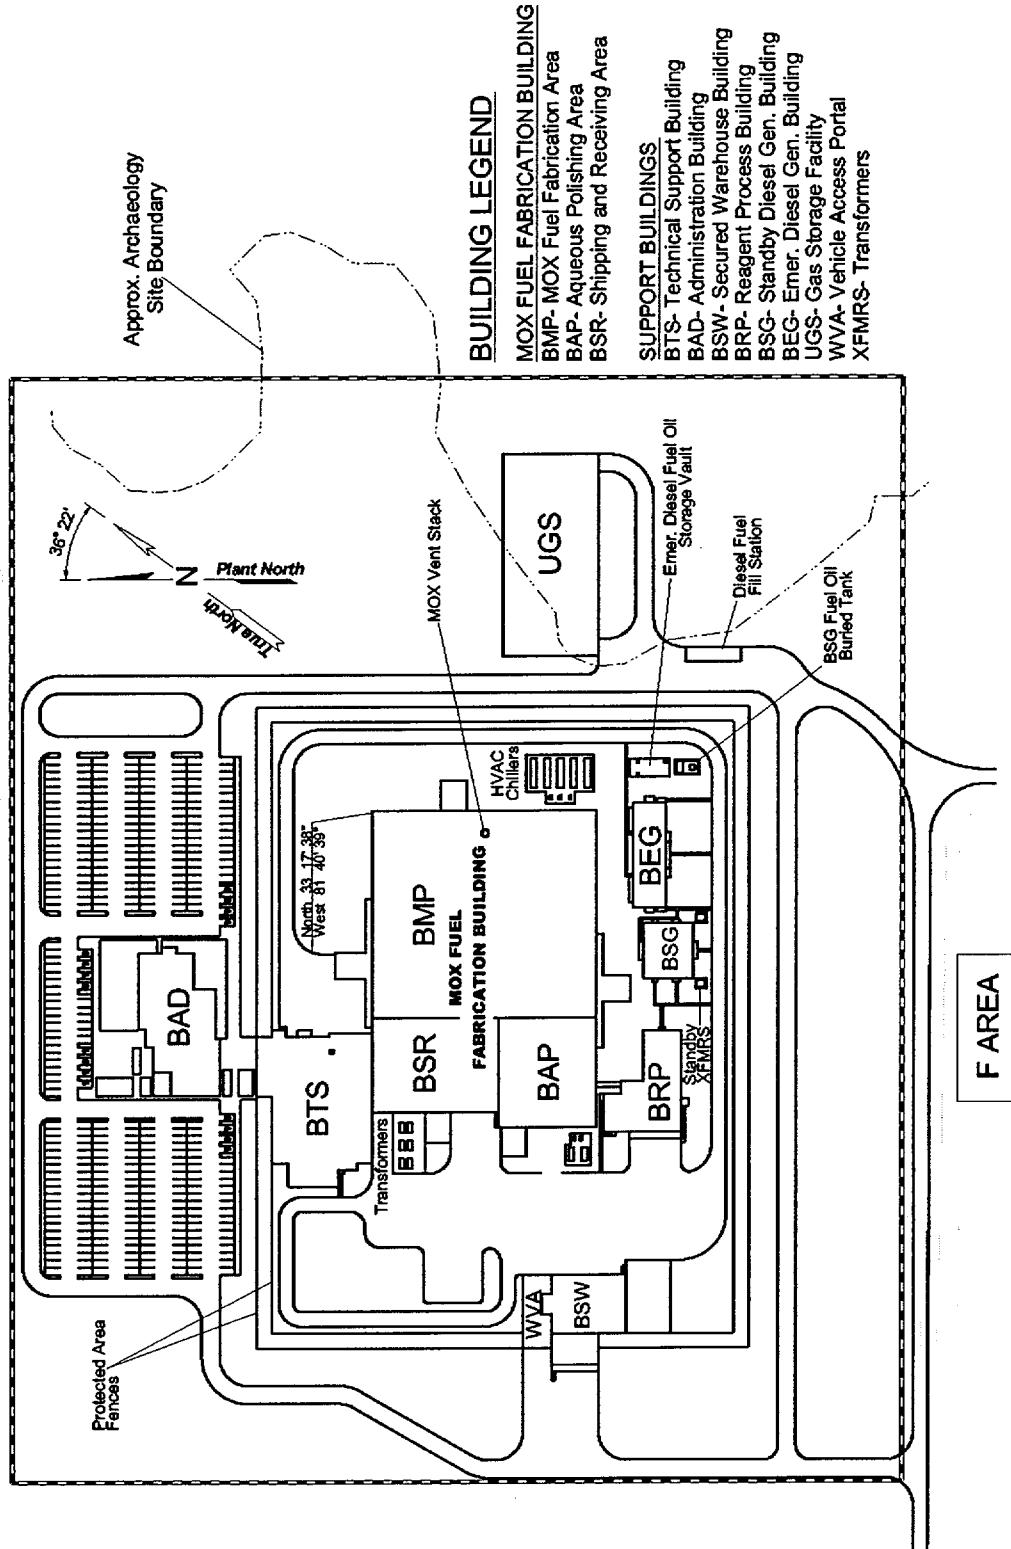 Approx. Archaeology
Site Boundary
36° 22'
N
Plant North
True North
BUILDING LEGEND
MOX FUEL FABRICATION BUILDING
BMP- MOX Fuel Fabrication Area
BAP- Aqueous Polishing Area
BSR- Shipping and Receiving Area
SUPPORT BUILDINGS
BTS- Technical Support Building
BAD- Administration Building
BSW- Secured Warehouse Building
BRP- Reagent Process Building
BSG- Standby Diesel Gen. Building
BEG- Emer. Diesel Gen. Building
UGS- Gas Storage Facility
WVA- Vehicle Access Portal
XFMRS- Transformers
UGS
MOX Vent Stack
Emer. Diesel Fuel Oil
Storage Vault
Diesel Fuel
Fill Station
BSG Fuel Oil
Buried Tank
HVAC
Chillers
North 33 17' 38"
West 81 40' 39"
BMP
MOX FUEL
FABRICATION BUILDING
BEG
BSG
BAD
BTS
BSR
BAP
BRP
Standby
XFMRS
Transformers
WVA
BSW
Protected Area
Fences
F AREA